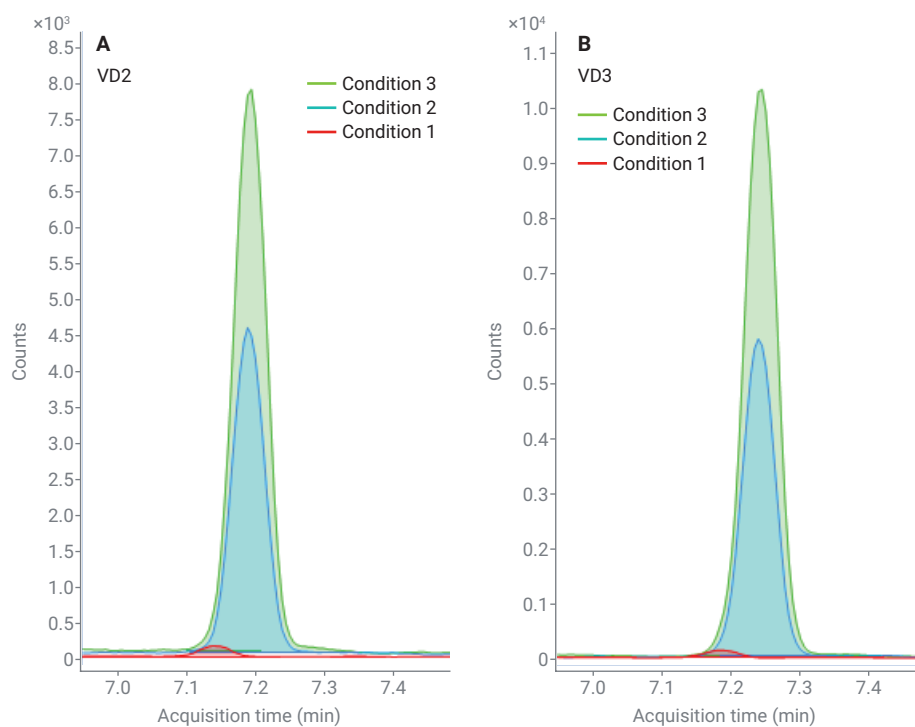 ×10³
A
VD2
Condition 3
Condition 2
Condition 1
8.5
8.0
7.5
7.0
6.5
6.0
5.5
5.0
4.5
4.0
3.5
3.0
2.5
2.0
1.5
1.0
0.5
0
Counts
7.0 7.1 7.2 7.3 7.4
Acquisition time (min)
×10⁴
B
VD3
Condition 3
Condition 2
Condition 1
1.1
1.0
0.9
0.8
0.7
0.6
0.5
0.4
0.3
0.2
0.1
0
Counts
7.0 7.1 7.2 7.3 7.4
Acquisition time (min)